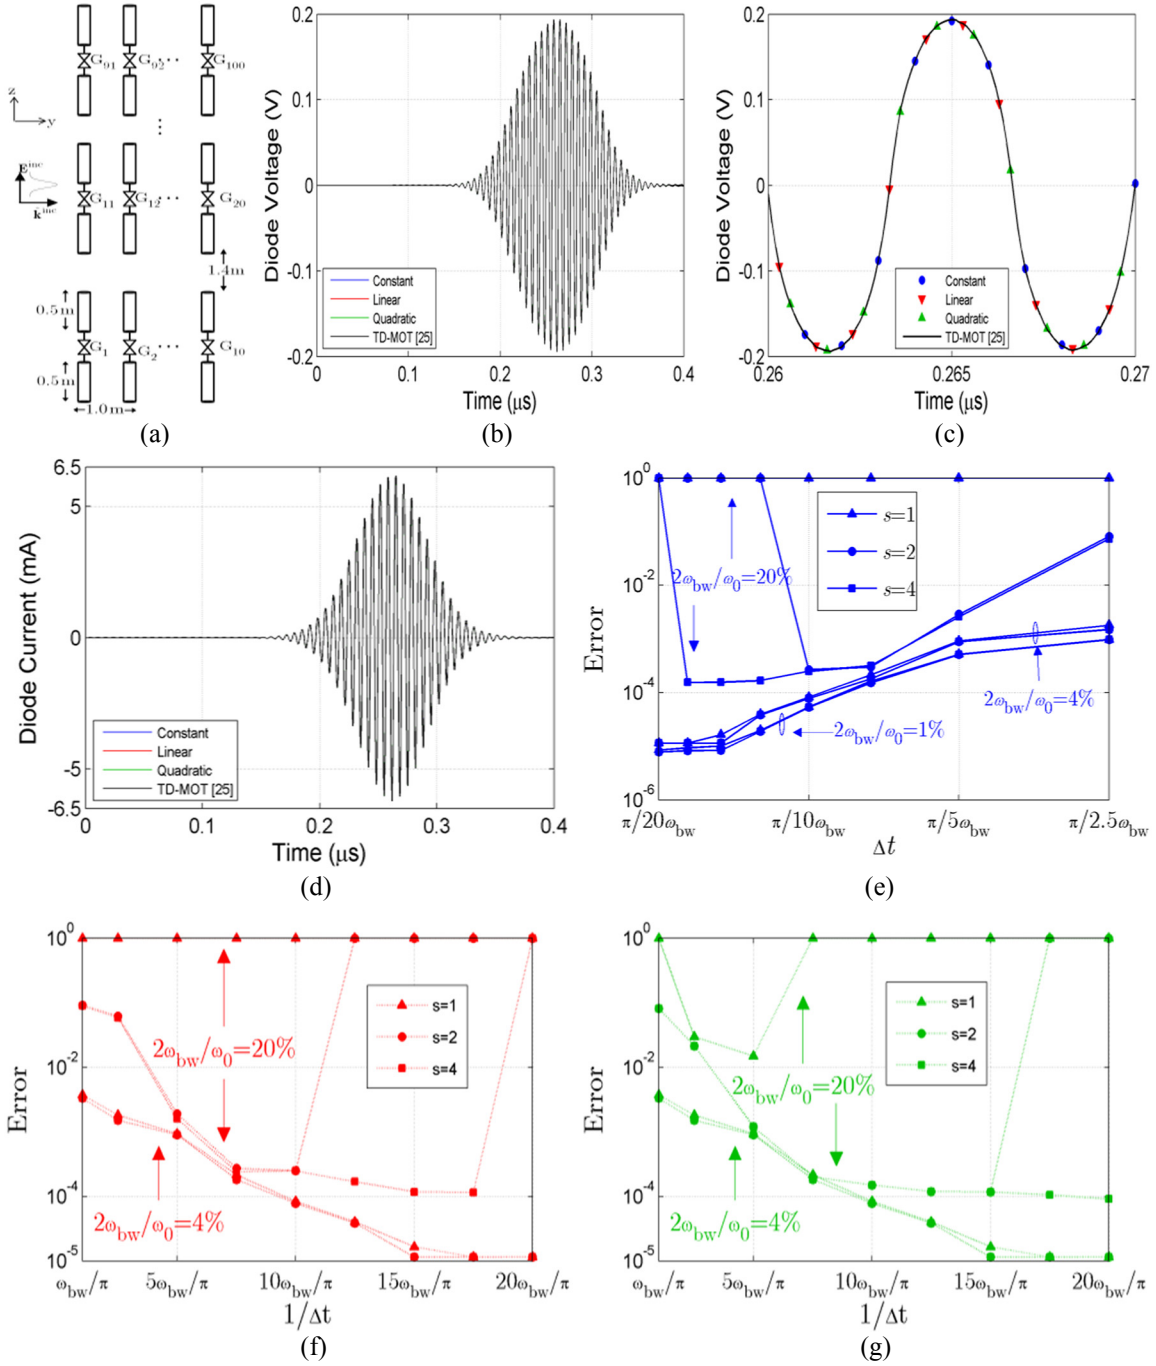 G91 G92 ··· G100
z
y
⋮
E^inc
k^inc
G11 G12 ··· G20
1.4m
0.5m
G1 G2 ··· G10
0.5m
1.0m
(a)
Diode Voltage (V)
0.2
0.1
0
-0.1
-0.2
Constant
Linear
Quadratic
TD-MOT [25]
0 0.1 0.2 0.3 0.4
Time (μs)
(b)
Diode Voltage (V)
0.2
0.1
0
-0.1
-0.2
Constant
Linear
Quadratic
TD-MOT [25]
0.26 0.265 0.27
Time (μs)
(c)
Diode Current (mA)
6.5
5
0
-5
-6.5
Constant
Linear
Quadratic
TD-MOT [25]
0 0.1 0.2 0.3 0.4
Time (μs)
(d)
Error
10^0
10^-2
10^-4
10^-6
s=1
s=2
s=4
2ω_bw/ω_0=20%
2ω_bw/ω_0=4%
2ω_bw/ω_0=1%
π/20ω_bw π/10ω_bw π/5ω_bw π/2.5ω_bw
Δt
(e)
Error
10^0
10^-2
10^-4
10^-5
s=1
s=2
s=4
2ω_bw/ω_0=20%
2ω_bw/ω_0=4%
ω_bw/π 5ω_bw/π 10ω_bw/π 15ω_bw/π 20ω_bw/π
1/Δt
(f)
Error
10^0
10^-2
10^-4
10^-5
s=1
s=2
s=4
2ω_bw/ω_0=20%
2ω_bw/ω_0=4%
ω_bw/π 5ω_bw/π 10ω_bw/π 15ω_bw/π 20ω_bw/π
1/Δt
(g)